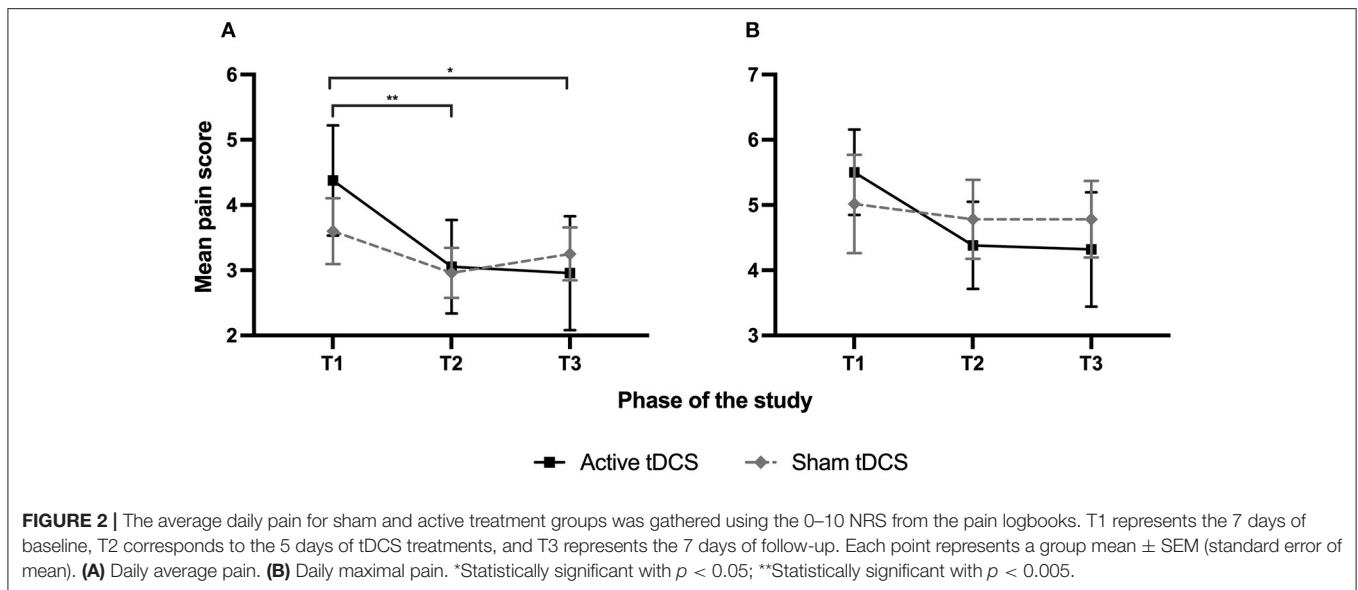 A
B
6
5
4
3
2
Mean pain score
*
**
T1
T2
T3
7
6
5
4
3
T1
T2
T3
Phase of the study
Active tDCS
Sham tDCS
FIGURE 2 | The average daily pain for sham and active treatment groups was gathered using the 0–10 NRS from the pain logbooks. T1 represents the 7 days of
baseline, T2 corresponds to the 5 days of tDCS treatments, and T3 represents the 7 days of follow-up. Each point represents a group mean ± SEM (standard error of
mean). (A) Daily average pain. (B) Daily maximal pain. *Statistically significant with p < 0.05; **Statistically significant with p < 0.005.